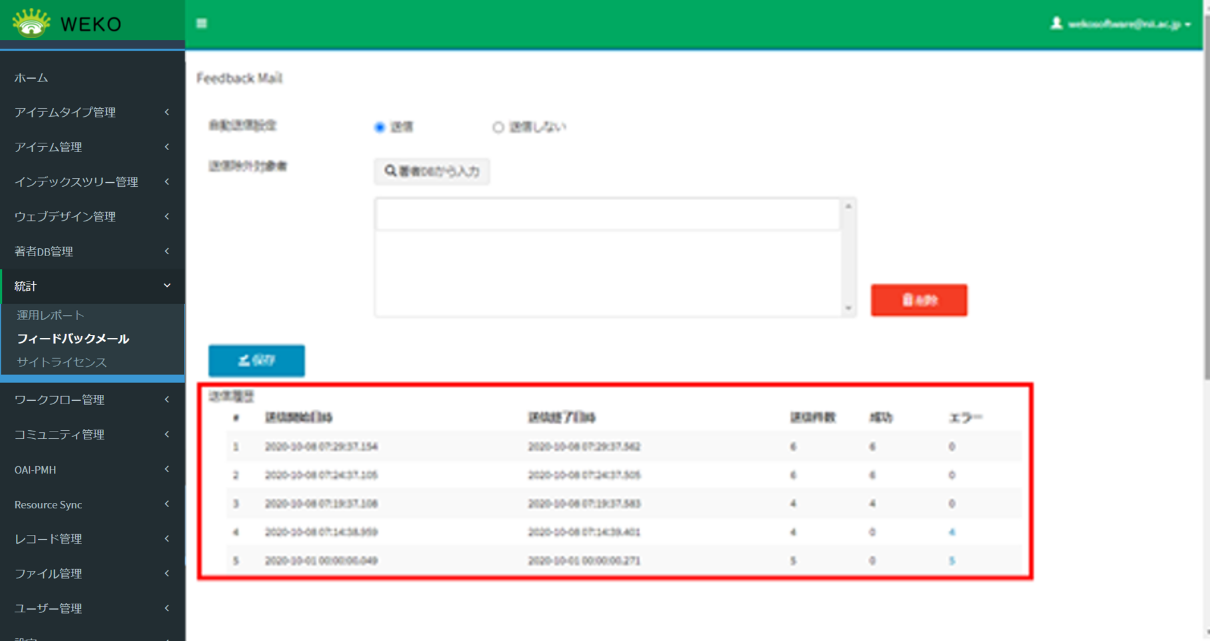 WEKO
wekosoftware@nii.ac.jp
ホーム
アイテムタイプ管理
アイテム管理
インデックスツリー管理
ウェブデザイン管理
著者DB管理
統計
運用レポート
フィードバックメール
サイトライセンス
ワークフロー管理
コミュニティ管理
OAI-PMH
Resource Sync
レコード管理
ファイル管理
ユーザー管理
Feedback Mail
自動送信設定 送信 送信しない
送信除外対象者 著者DBから入力
削除
保存
送信履歴
# 送信開始日時 送信終了日時 送信件数 成功 エラー
1 2020-10-08 07:29:37.154 2020-10-08 07:29:37.562 6 6 0
2 2020-10-08 07:24:37.105 2020-10-08 07:24:37.505 6 6 0
3 2020-10-08 07:19:37.108 2020-10-08 07:19:37.583 4 4 0
4 2020-10-08 07:14:38.959 2020-10-08 07:14:39.401 4 0 4
5 2020-10-01 00:00:00.049 2020-10-01 00:00:00.271 5 0 5